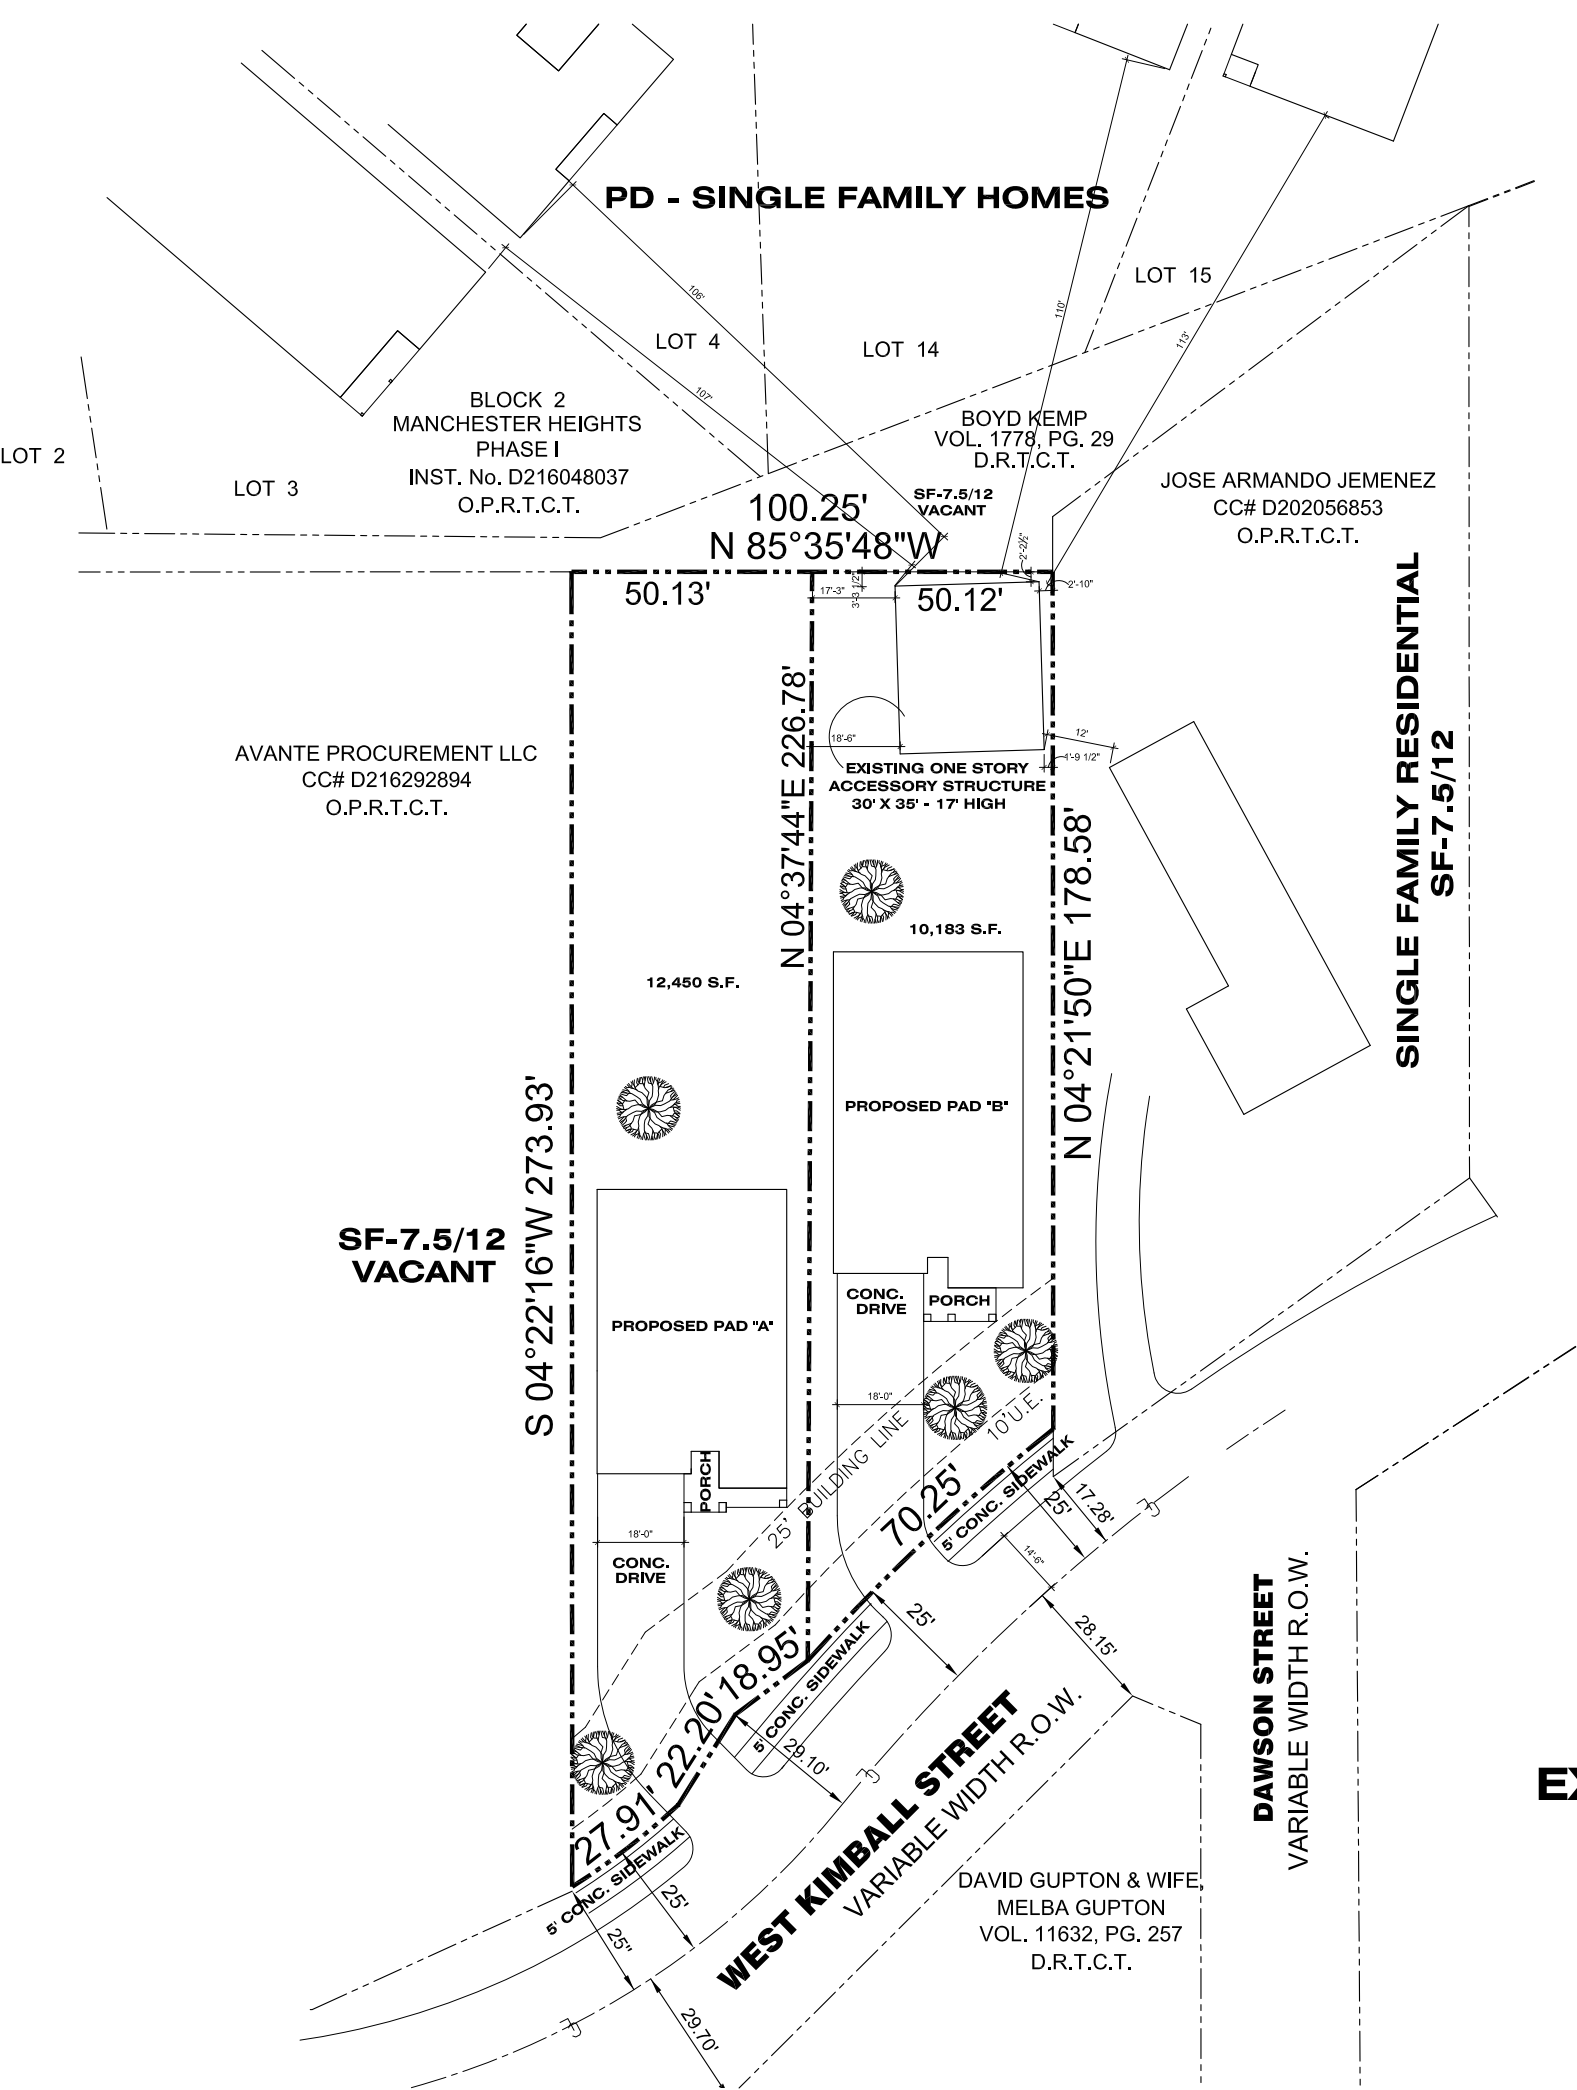 PD - SINGLE FAMILY HOMES
LOT 15
106'
110'
113'
LOT 4
LOT 14
107'
BLOCK 2
MANCHESTER HEIGHTS
PHASE I
INST. No. D216048037
O.P.R.T.C.T.
BOYD KEMP
VOL. 1778, PG. 29
D.R.T.C.T.
LOT 2
LOT 3
SF-7.5/12
VACANT
JOSE ARMANDO JEMENEZ
CC# D202056853
O.P.R.T.C.T.
100.25'
N 85°35'48"W
50.13'
17'-3"
3'-3 1/2"
50.12'
2'-2½"
2'-10"
SINGLE FAMILY RESIDENTIAL
SF-7.5/12
AVANTE PROCUREMENT LLC
CC# D216292894
O.P.R.T.C.T.
N 04°37'44"E 226.78'
18'-6"
12'
1'-9 1/2"
EXISTING ONE STORY
ACCESSORY STRUCTURE
30' X 35' - 17' HIGH
N 04°21'50"E 178.58'
10,183 S.F.
12,450 S.F.
PROPOSED PAD "B"
S 04°22'16"W 273.93'
SF-7.5/12
VACANT
CONC.
DRIVE
PORCH
PROPOSED PAD "A"
18'-0"
25' BUILDING LINE
10' U.E.
PORCH
70.25'
5' CONC. SIDEWALK
25'
17.28'
14'-6"
18'-0"
CONC.
DRIVE
25'
28.15'
DAWSON STREET
VARIABLE WIDTH R.O.W.
18.95'
22.20'
27.91'
5' CONC. SIDEWALK
29.10'
5' CONC. SIDEWALK
25'
25"
29.70'
WEST KIMBALL STREET
VARIABLE WIDTH R.O.W.
EX
DAVID GUPTON & WIFE,
MELBA GUPTON
VOL. 11632, PG. 257
D.R.T.C.T.